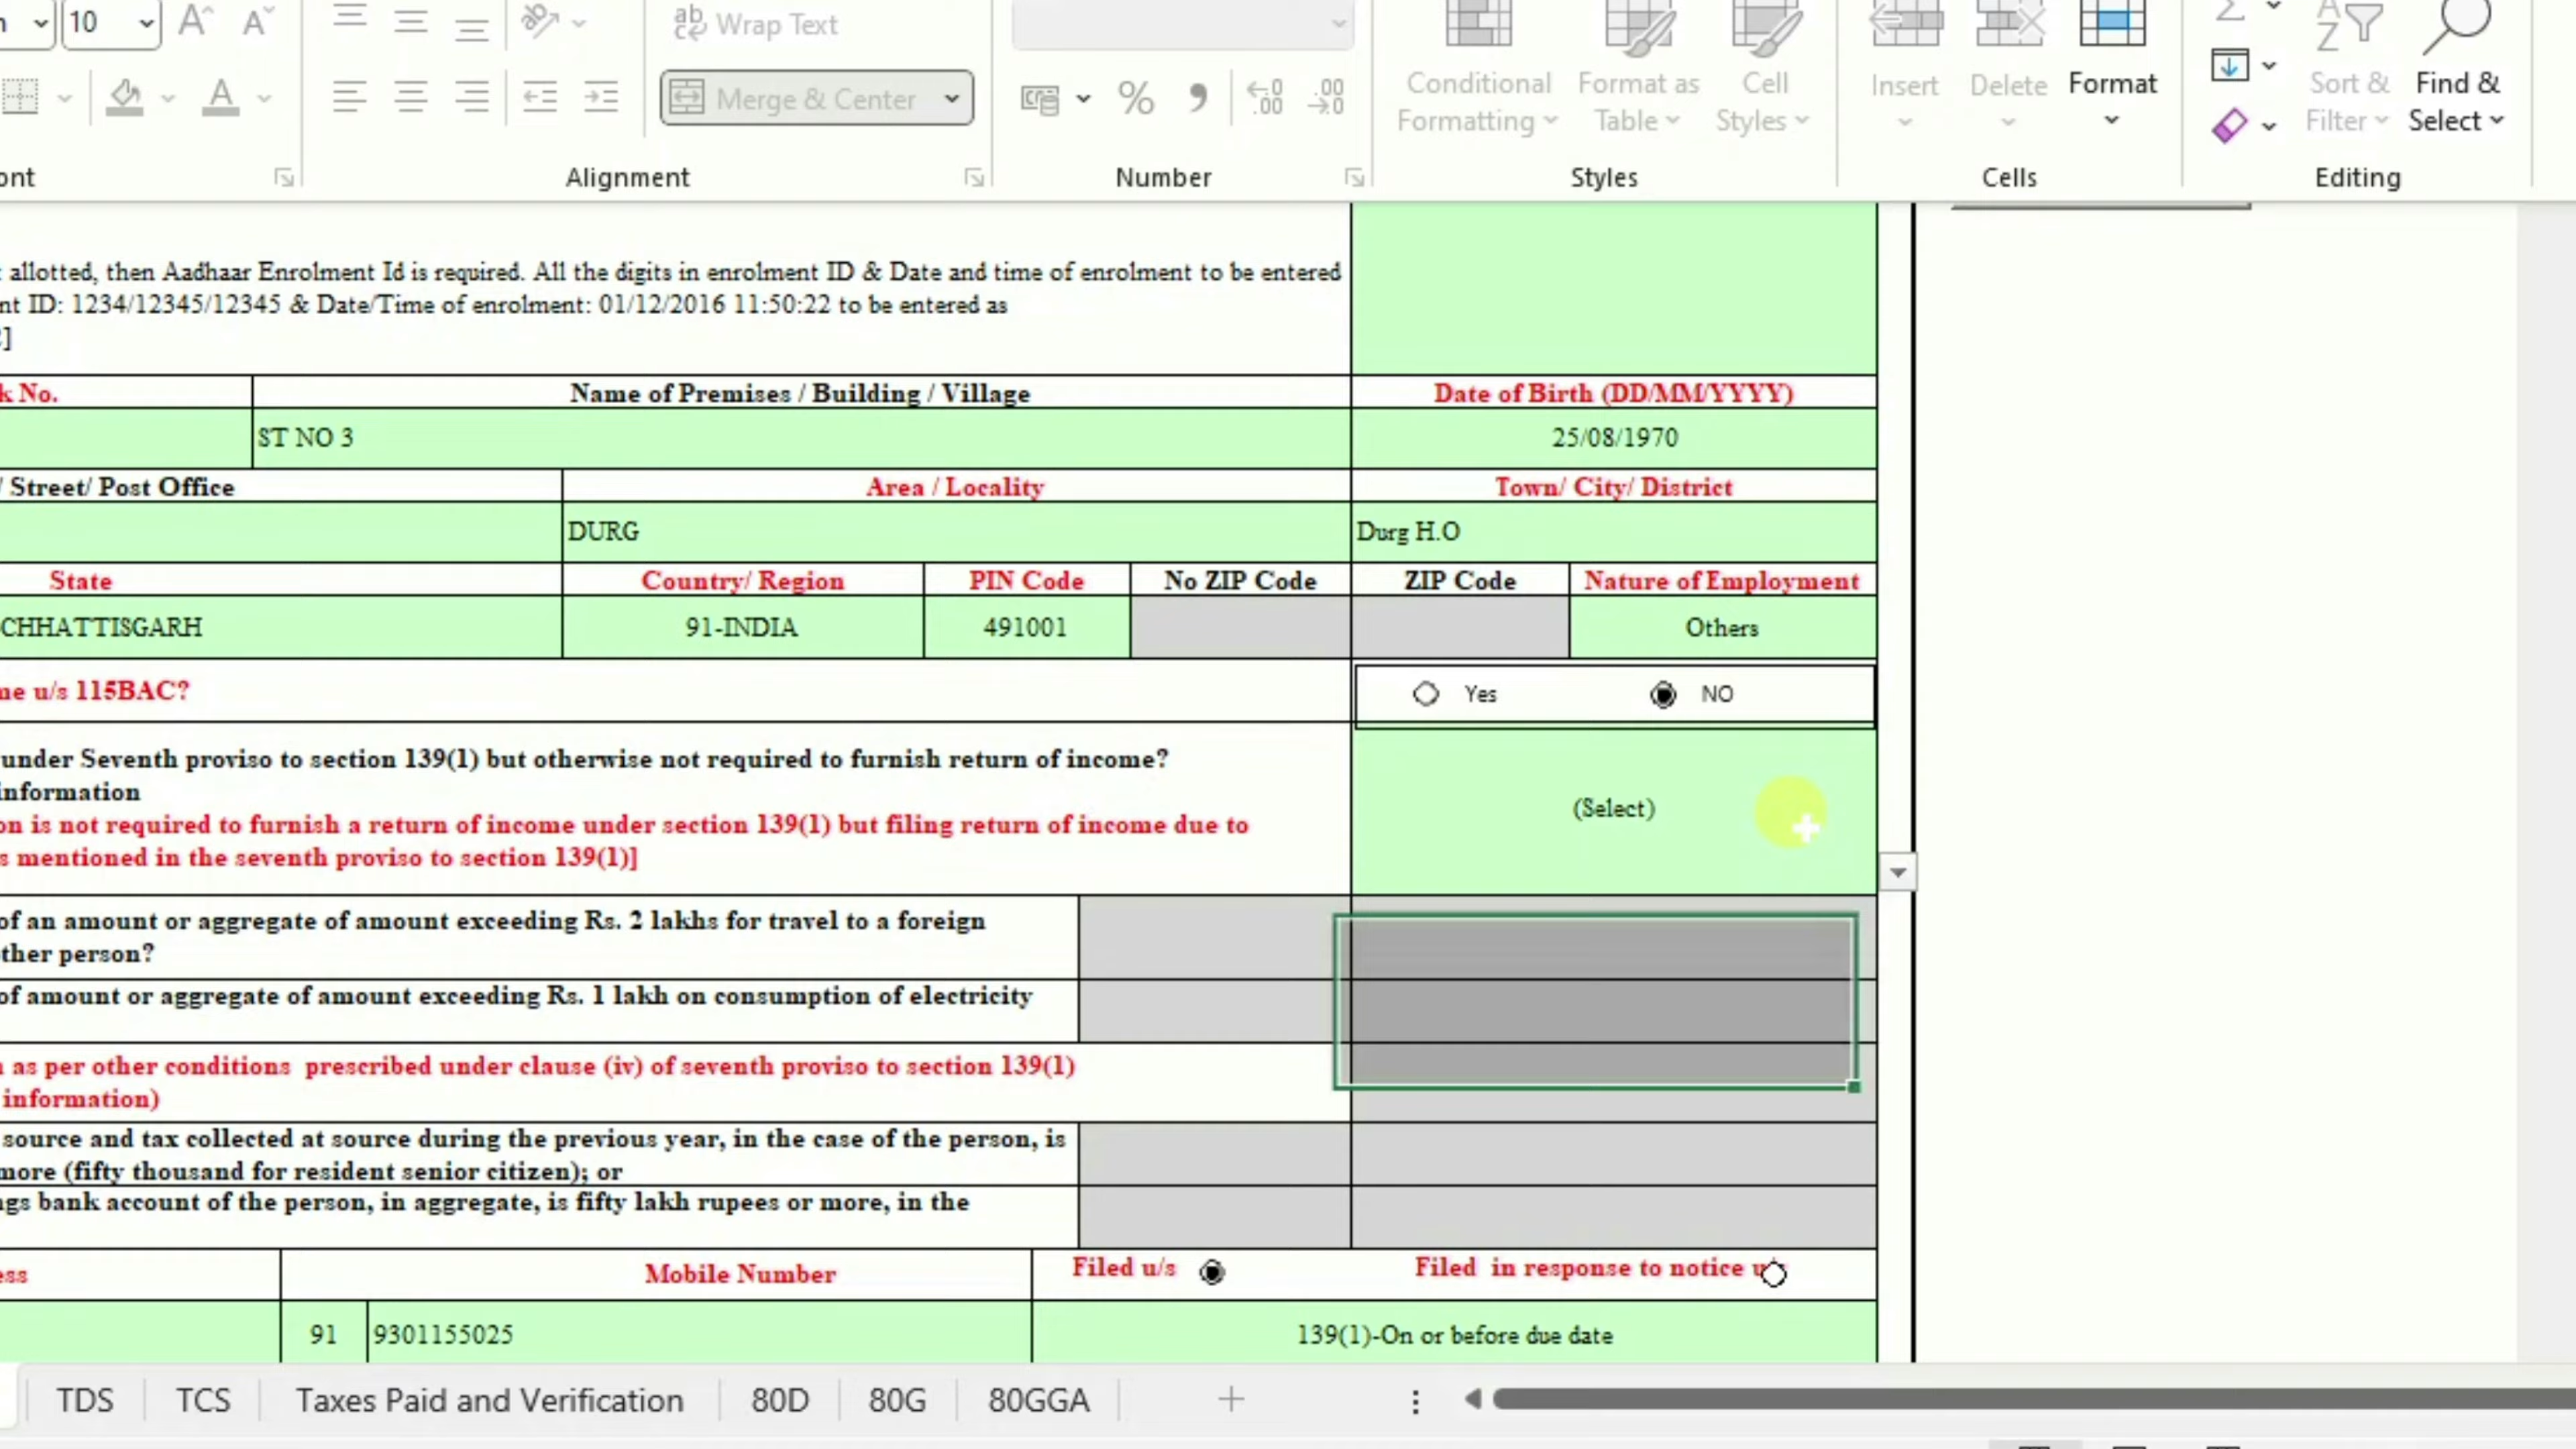 10
Wrap Text
Merge & Center
Conditional
Formatting
Format as
Table
Cell
Styles
Insert
Delete
Format
Sort &
Filter
Find &
Select
Alignment
Number
Styles
Cells
Editing
allotted, then Aadhaar Enrolment Id is required. All the digits in enrolment ID & Date and time of enrolment to be entered
ID: 1234/12345/12345 & Date/Time of enrolment: 01/12/2016 11:50:22 to be entered as
]
No.
Name of Premises / Building / Village
Date of Birth (DD/MM/YYYY)
ST NO 3
25/08/1970
/ Street/ Post Office
Area / Locality
Town/ City/ District
DURG
Durg H.O
State
Country/ Region
PIN Code
No ZIP Code
ZIP Code
Nature of Employment
CHHATTISGARH
91-INDIA
491001
Others
u/s 115BAC?
Yes
NO
under Seventh proviso to section 139(1) but otherwise not required to furnish return of income?
information
(Select)
is not required to furnish a return of income under section 139(1) but filing return of income due to
mentioned in the seventh proviso to section 139(1)]
of an amount or aggregate of amount exceeding Rs. 2 lakhs for travel to a foreign
person?
of amount or aggregate of amount exceeding Rs. 1 lakh on consumption of electricity
as per other conditions prescribed under clause (iv) of seventh proviso to section 139(1)
information)
source and tax collected at source during the previous year, in the case of the person, is
more (fifty thousand for resident senior citizen); or
bank account of the person, in aggregate, is fifty lakh rupees or more, in the
Mobile Number
Filed u/s
Filed in response to notice
91
9301155025
139(1)-On or before due date
TDS
TCS
Taxes Paid and Verification
80D
80G
80GGA